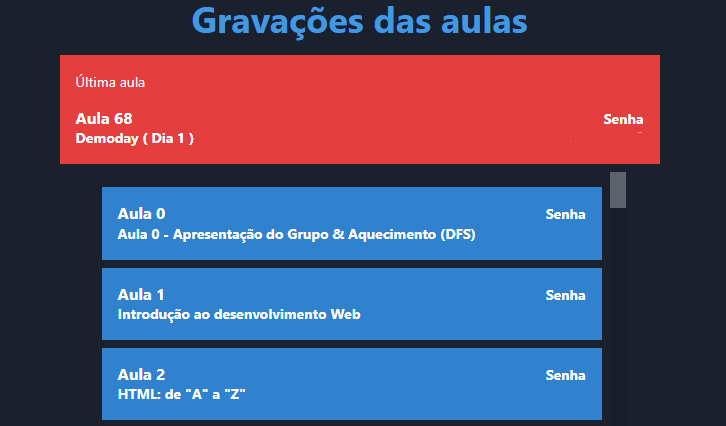 Gravações das aulas
Última aula
Aula 68 Senha
Demoday ( Dia 1 )
Aula 0 Senha
Aula 0 - Apresentação do Grupo & Aquecimento (DFS)
Aula 1 Senha
Introdução ao desenvolvimento Web
Aula 2 Senha
HTML: de "A" a "Z"